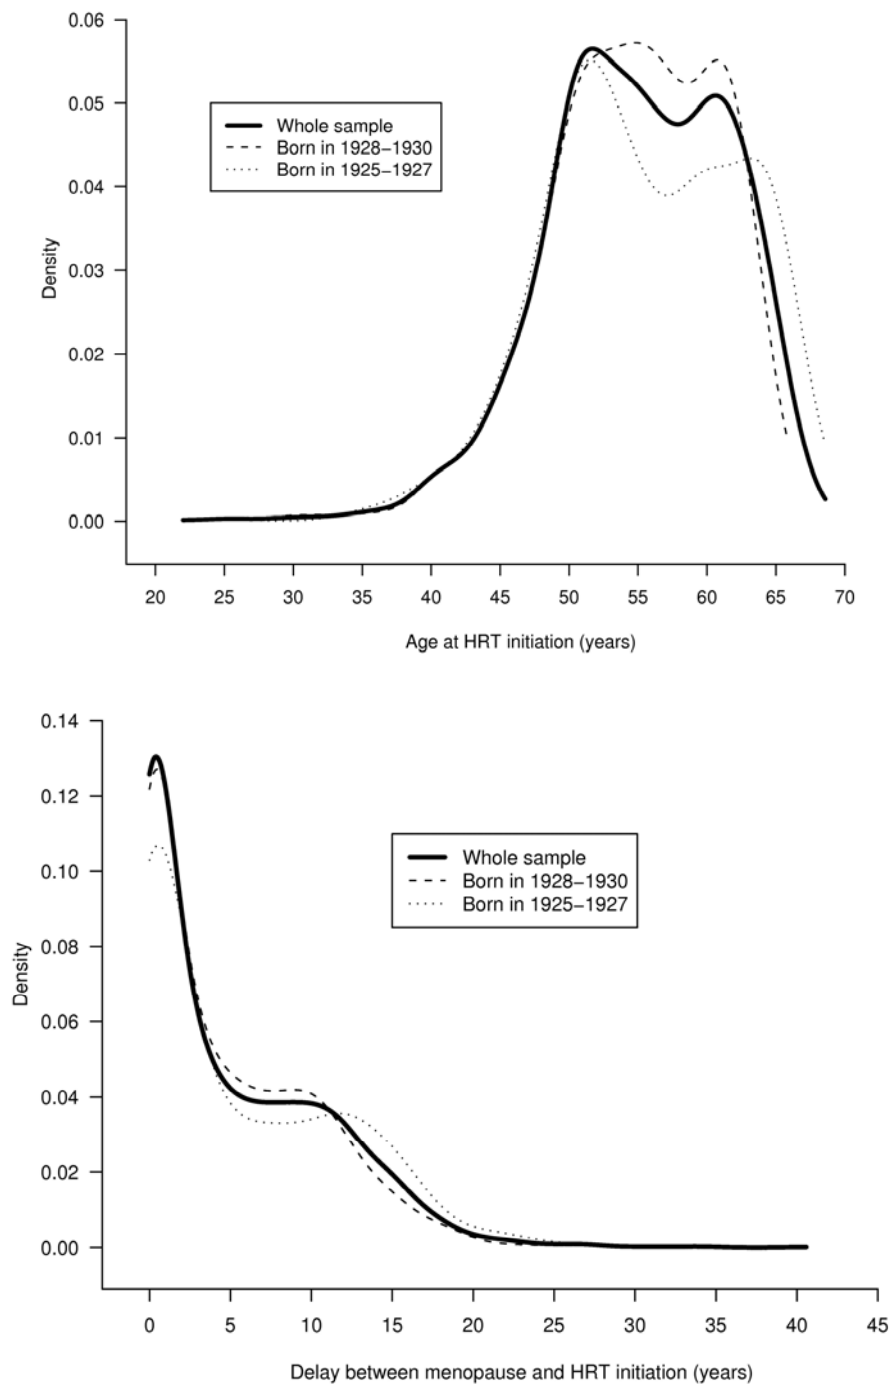 0.06
0.05
0.04
0.03
0.02
0.01
0.00
Density
Whole sample
Born in 1928−1930
Born in 1925−1927
20 25 30 35 40 45 50 55 60 65 70
Age at HRT initiation (years)
0.14
0.12
0.10
0.08
0.06
0.04
0.02
0.00
Density
Whole sample
Born in 1928−1930
Born in 1925−1927
0 5 10 15 20 25 30 35 40 45
Delay between menopause and HRT initiation (years)